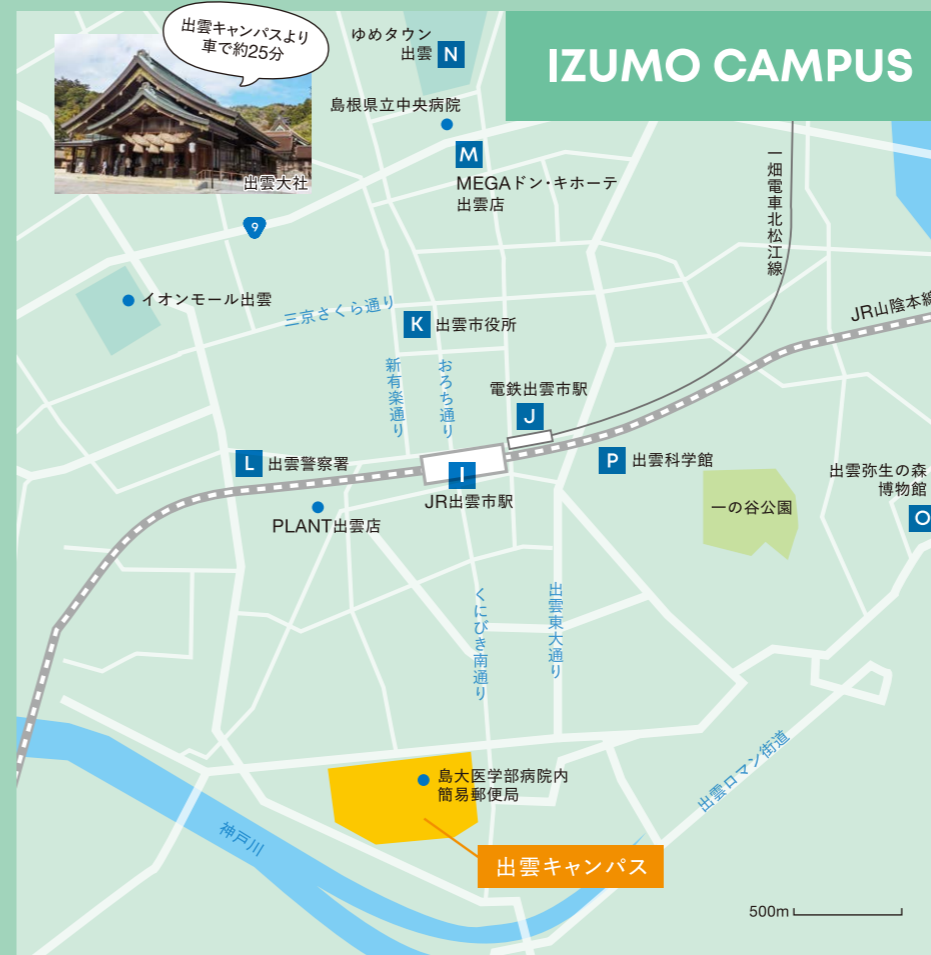 出雲キャンパスより
車で約25分
出雲大社
IZUMO CAMPUS
ゆめタウン
出雲
N
島根県立中央病院
M
MEGAドン・キホーテ
出雲店
一畑電車北松江線
9
イオンモール出雲
三京さくら通り
K 出雲市役所
JR山陰本線
新有楽通り
おろち通り
電鉄出雲市駅
J
L 出雲警察署
I
JR出雲市駅
P 出雲科学館
出雲弥生の森
博物館
O
一の谷公園
PLANT出雲店
くにびき南通り
出雲東大通り
島大医学部病院内
簡易郵便局
出雲ロマン街道
神戸川
出雲キャンパス
500m